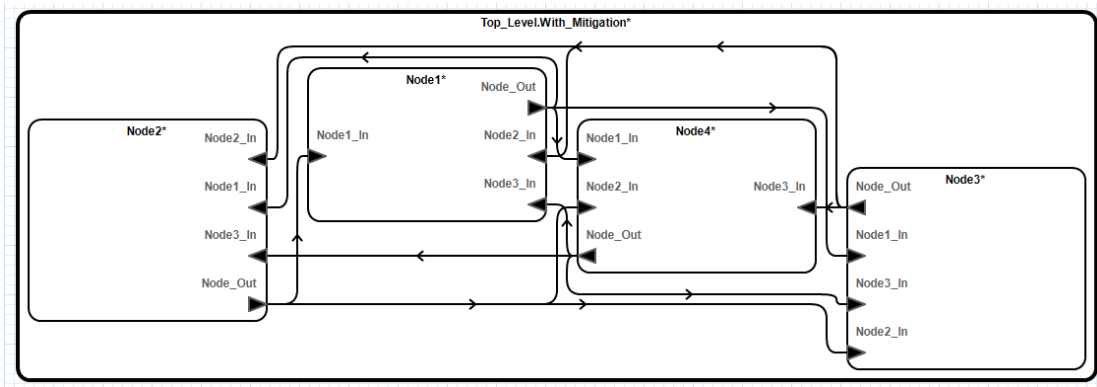 Top_Level.With_Mitigation*
Node1*
Node_Out
Node1_In
Node2_In
Node3_In
Node2*
Node2_In
Node1_In
Node3_In
Node_Out
Node4*
Node1_In
Node2_In
Node3_In
Node_Out
Node3*
Node_Out
Node1_In
Node3_In
Node2_In